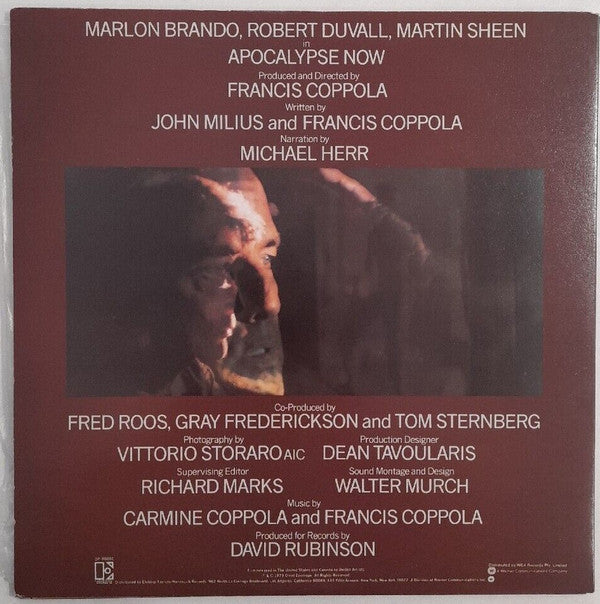 MARLON BRANDO, ROBERT DUVALL, MARTIN SHEEN
in
APOCALYPSE NOW
Produced and Directed by
FRANCIS COPPOLA
Written by
JOHN MILIUS and FRANCIS COPPOLA
Narration by
MICHAEL HERR
Co-Produced by
FRED ROOS, GRAY FREDERICKSON and TOM STERNBERG
Photography by Production Designer
VITTORIO STORARO AIC DEAN TAVOULARIS
Supervising Editor Sound Montage and Design
RICHARD MARKS WALTER MURCH
Music by
CARMINE COPPOLA and FRANCIS COPPOLA
Produced for Records by
DAVID RUBINSON